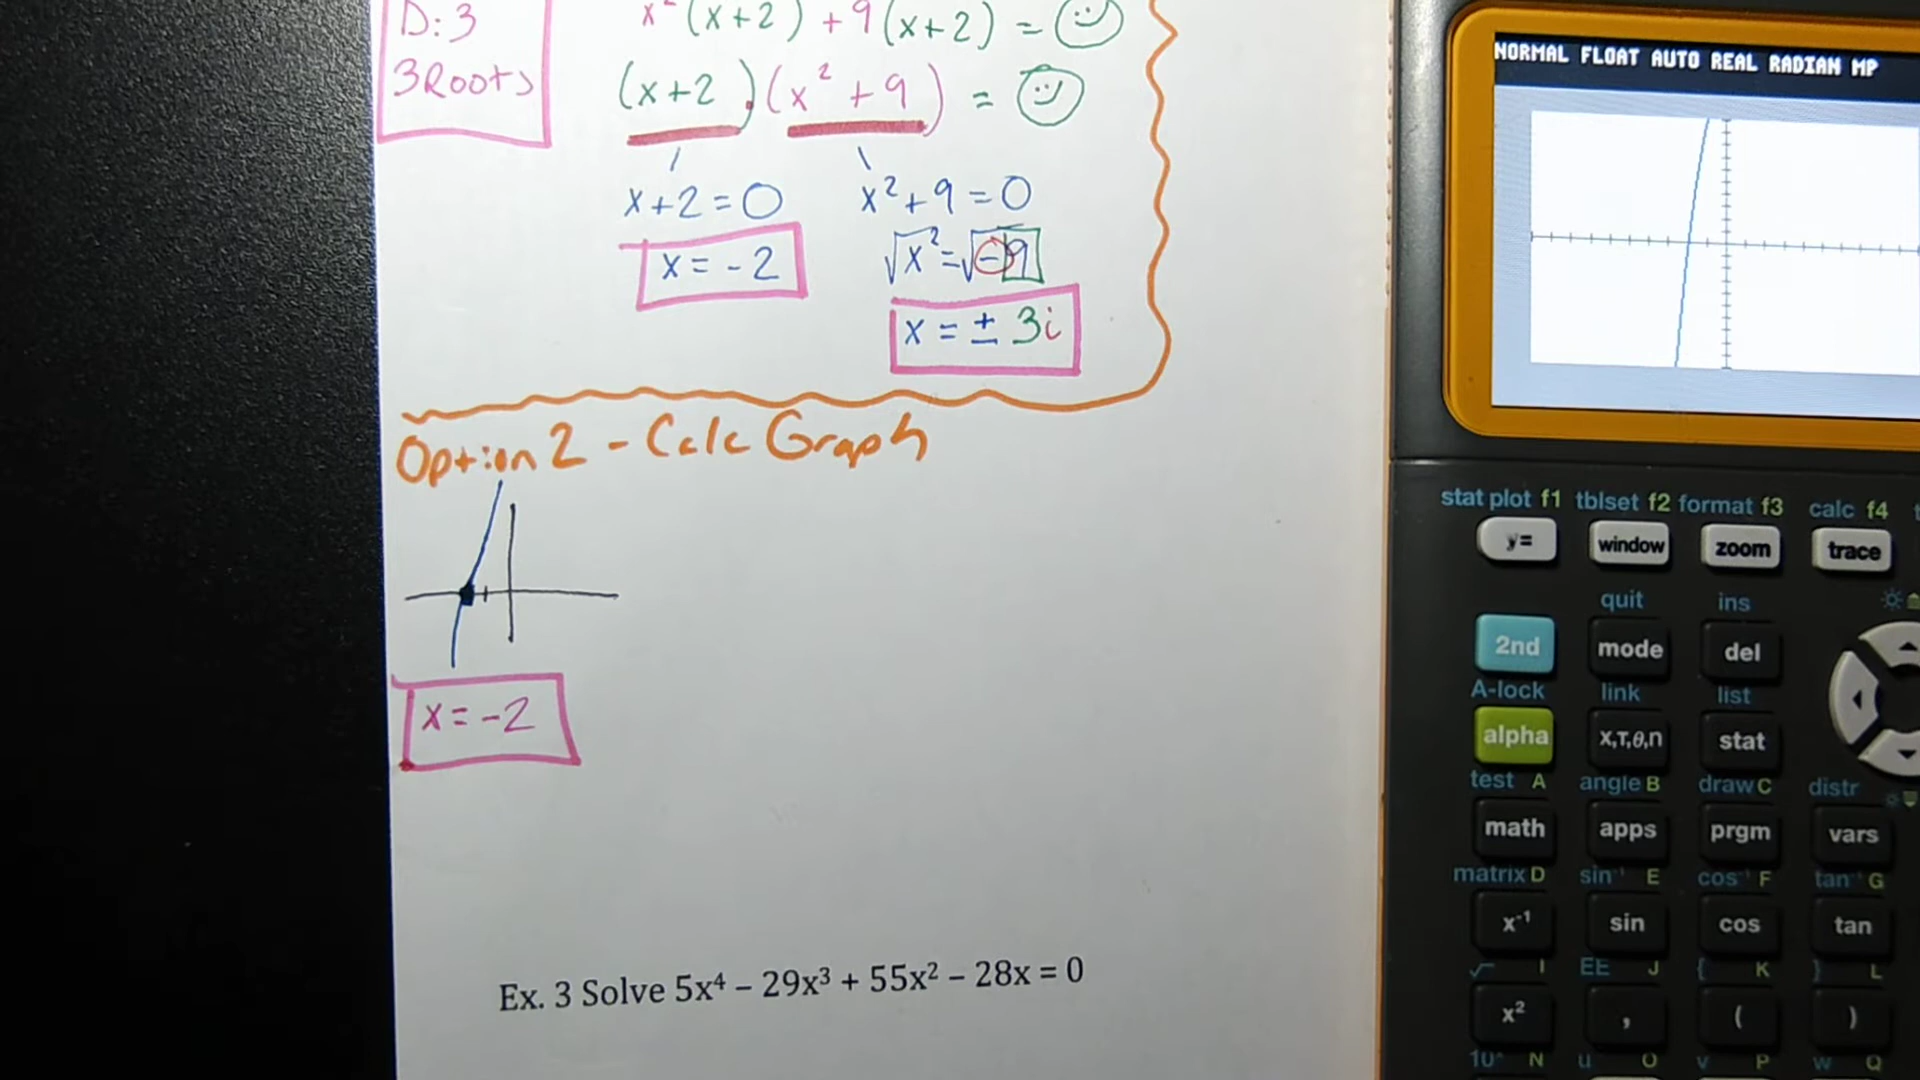 D:3
3Roots
x²(x+2) + 9(x+2) =
(x+2)(x²+9) =
x+2=0
x²+9=0
x=-2
√x²=√-9
x=±3i
Option 2 - Calc Graph
x=-2
Ex. 3 Solve 5x⁴ – 29x³ + 55x² – 28x = 0
NORMAL FLOAT AUTO REAL RADIAN MP
stat plot f1 tblset f2 format f3 calc f4
y= window zoom trace
quit ins
2nd mode del
A-lock link list
alpha X,T,θ,n stat
test A angle B draw C distr
math apps prgm vars
matrix D sin⁻¹ E cos⁻¹ F tan⁻¹ G
x⁻¹ sin cos tan
√ I EE J { K } L
x² , ( )
10ˣ N u O v P w Q